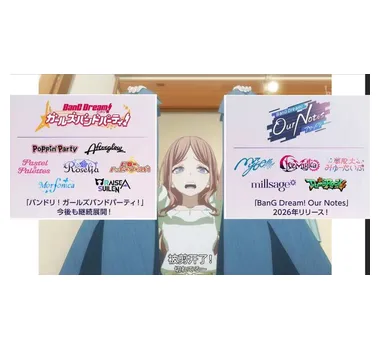 BanG Dream!
ガールズバンドパーティ!
Poppin'Party
Afterglow
Pastel Palettes
Roselia
Morfonica
RAISE A SUILEN
「バンドリ!ガールズバンドパーティ!」
今後も継続展開!
Our Notes
millsage
「BanG Dream! Our Notes」
2026年リリース!
被剪开了!